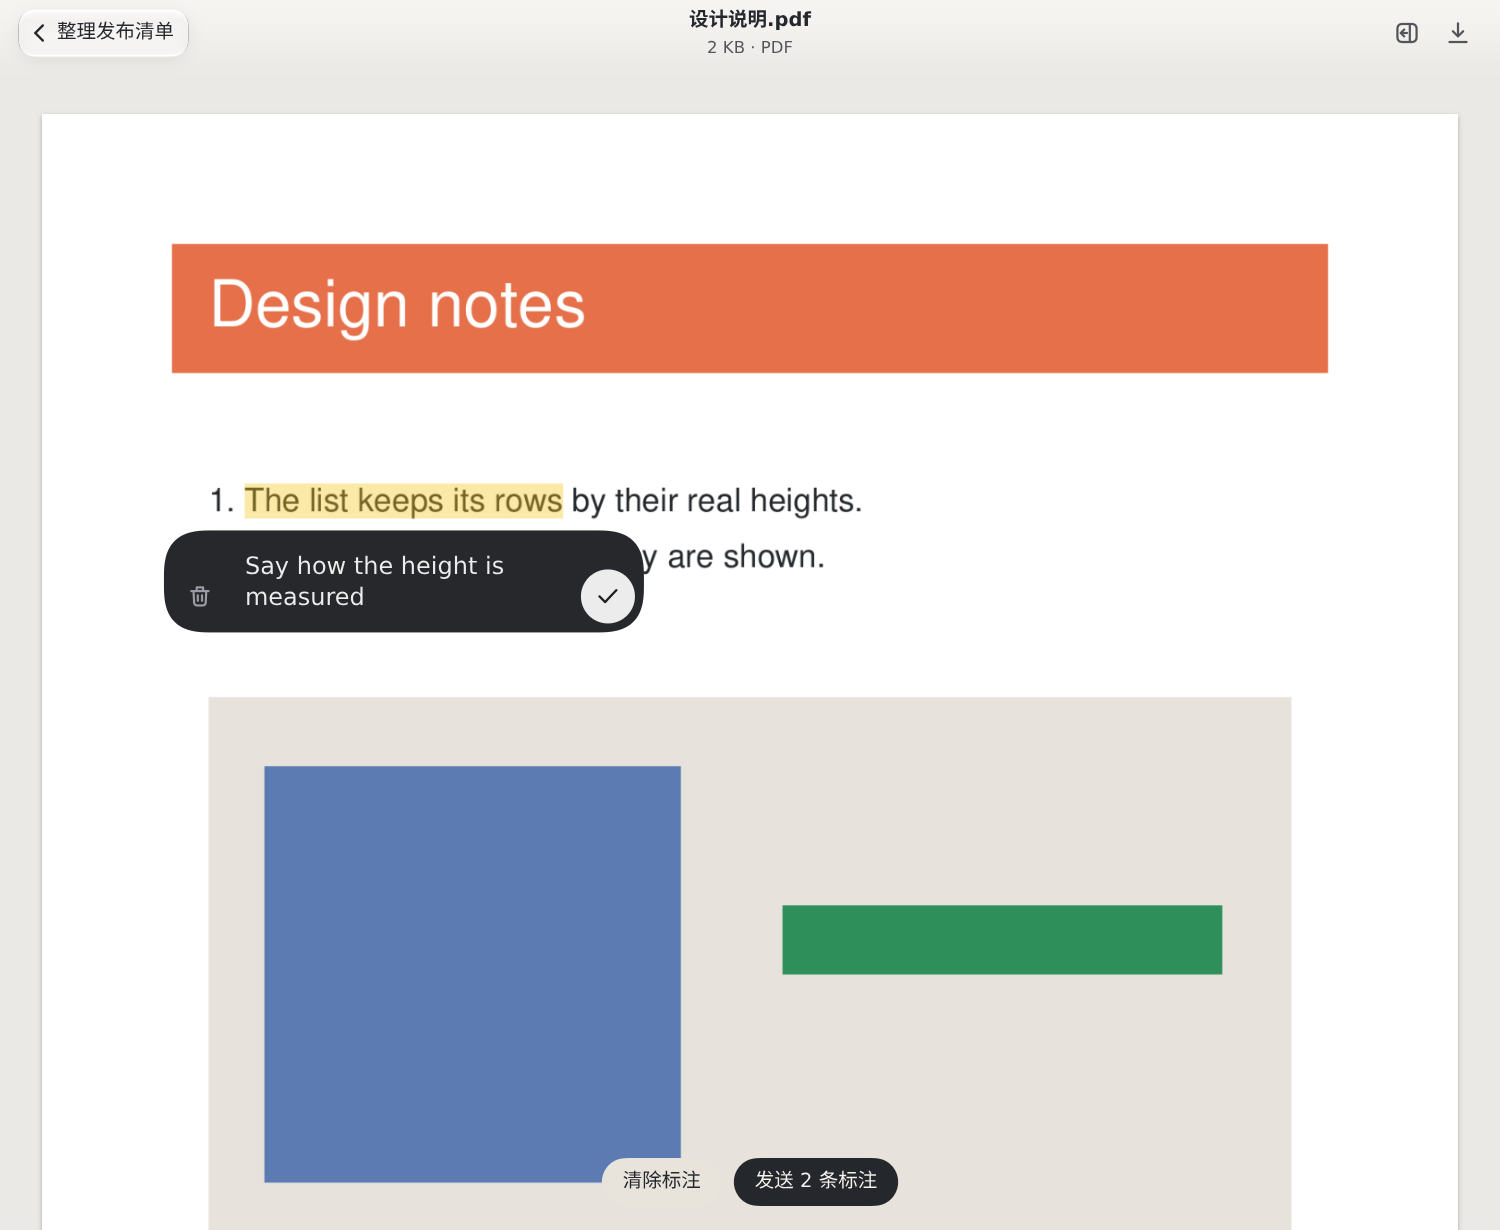 整理发布清单
设计说明.pdf
2 KB · PDF
Design notes
1. The list keeps its rows by their real heights.
y are shown.
Say how the height is
measured
清除标注
发送 2 条标注